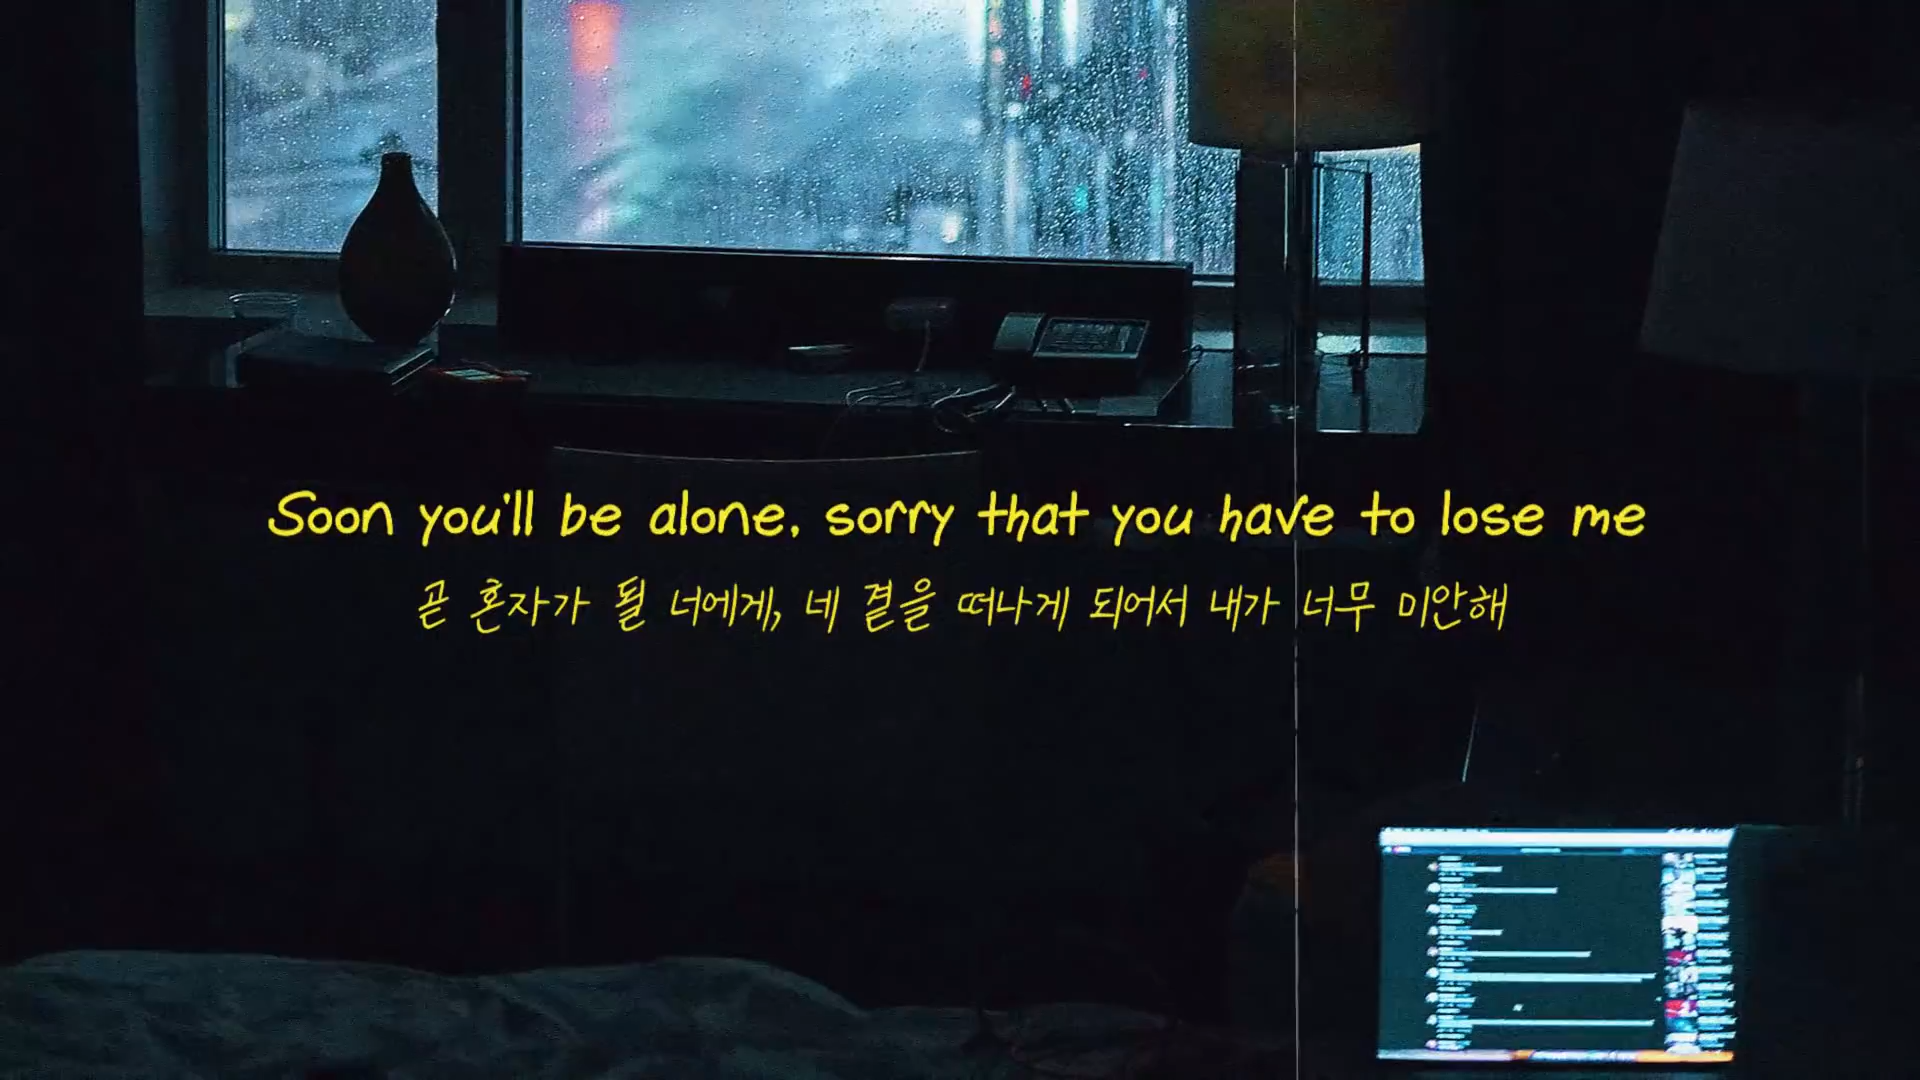 Soon you'll be alone, sorry that you have to lose me
곧 혼자가 될 너에게, 네 곁을 떠나게 되어서 내가 너무 미안해